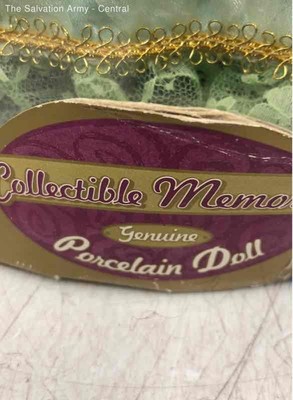 The Salvation Army - Central
Collectible Memo
Genuine
Porcelain Doll